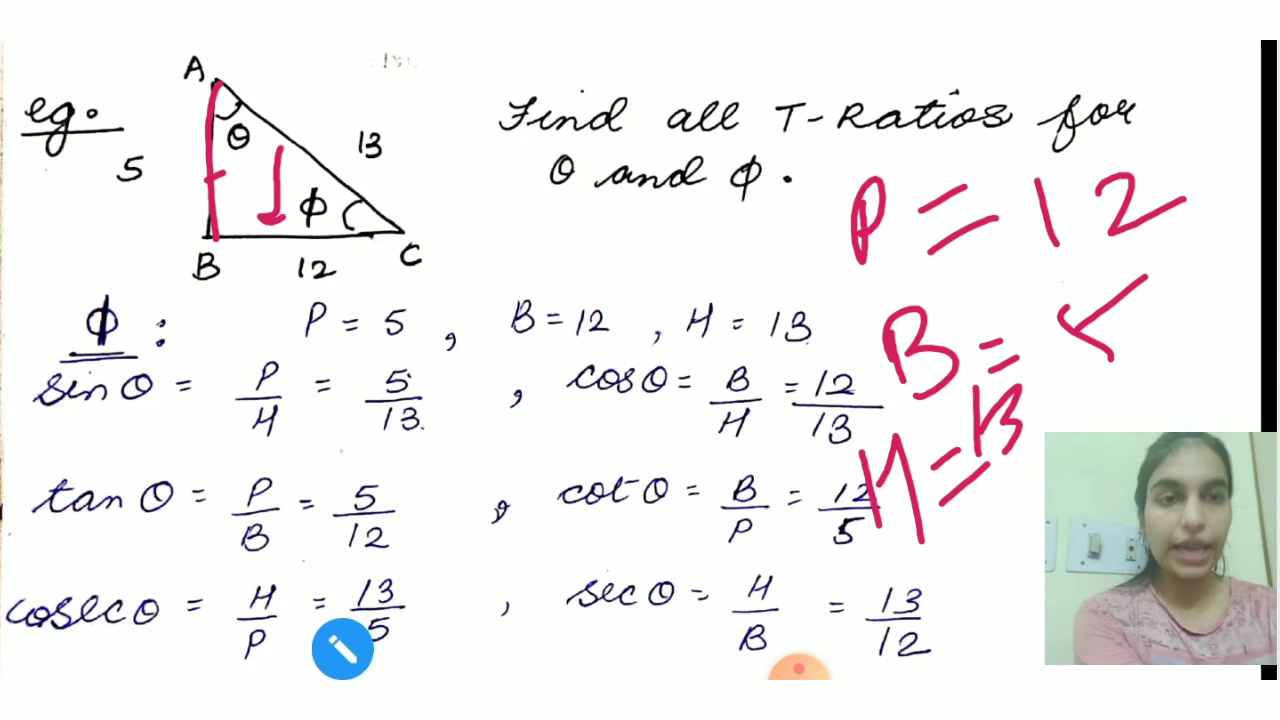 eg.
A
θ
5
13
ϕ
B
12
C
Find all T-Ratios for
θ and ϕ.
P = 12
B = 5
H = 13
ϕ : P = 5 , B = 12 , H = 13
sin θ = P/H = 5/13 , cos θ = B/H = 12/13
tan θ = P/B = 5/12 , cot θ = B/P = 12/5
cosec θ = H/P = 13/5 , sec θ = H/B = 13/12